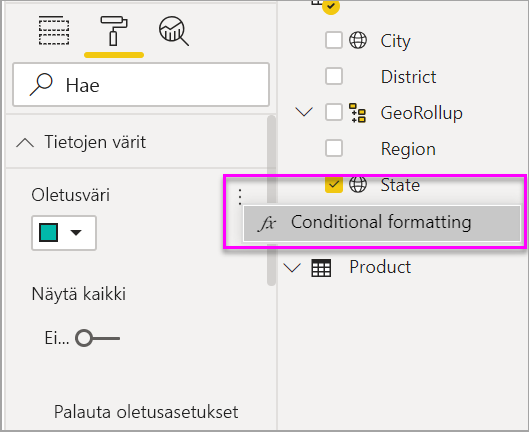 Hae
Tietojen värit
Oletusväri
Näytä kaikki
Ei...
Palauta oletusasetukset
City
District
GeoRollup
Region
State
fx Conditional formatting
Product